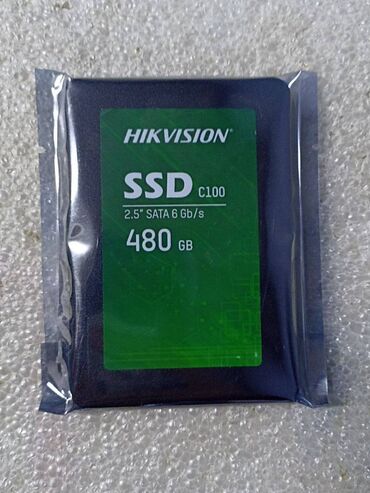 HIKVISION®
SSD C100
2.5" SATA 6 Gb/s
480 GB